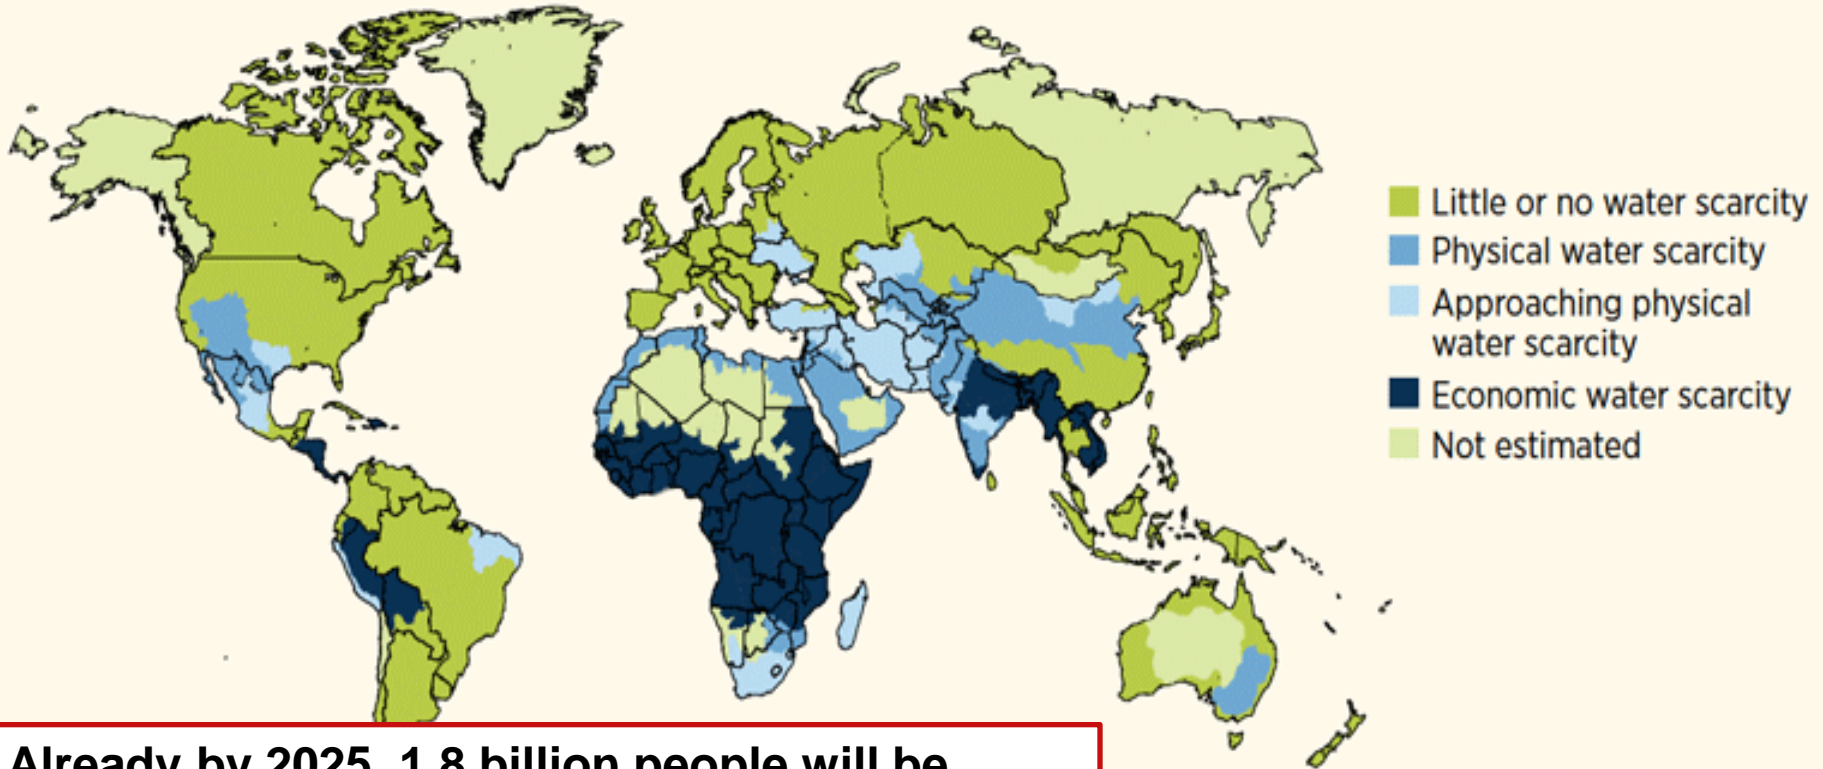 Little or no water scarcity
Physical water scarcity
Approaching physical
water scarcity
Economic water scarcity
Not estimated
Already by 2025, 1.8 billion people will be